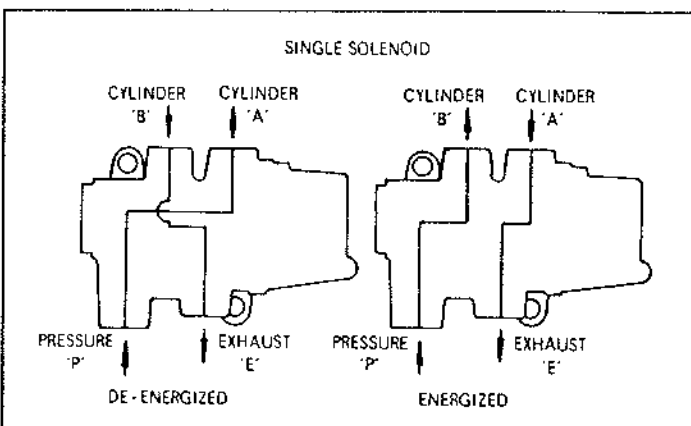 SINGLE SOLENOID
CYLINDER 'B' CYLINDER 'A' CYLINDER 'B' CYLINDER 'A'
PRESSURE 'P' EXHAUST 'E' PRESSURE 'P' EXHAUST 'E'
DE-ENERGIZED ENERGIZED